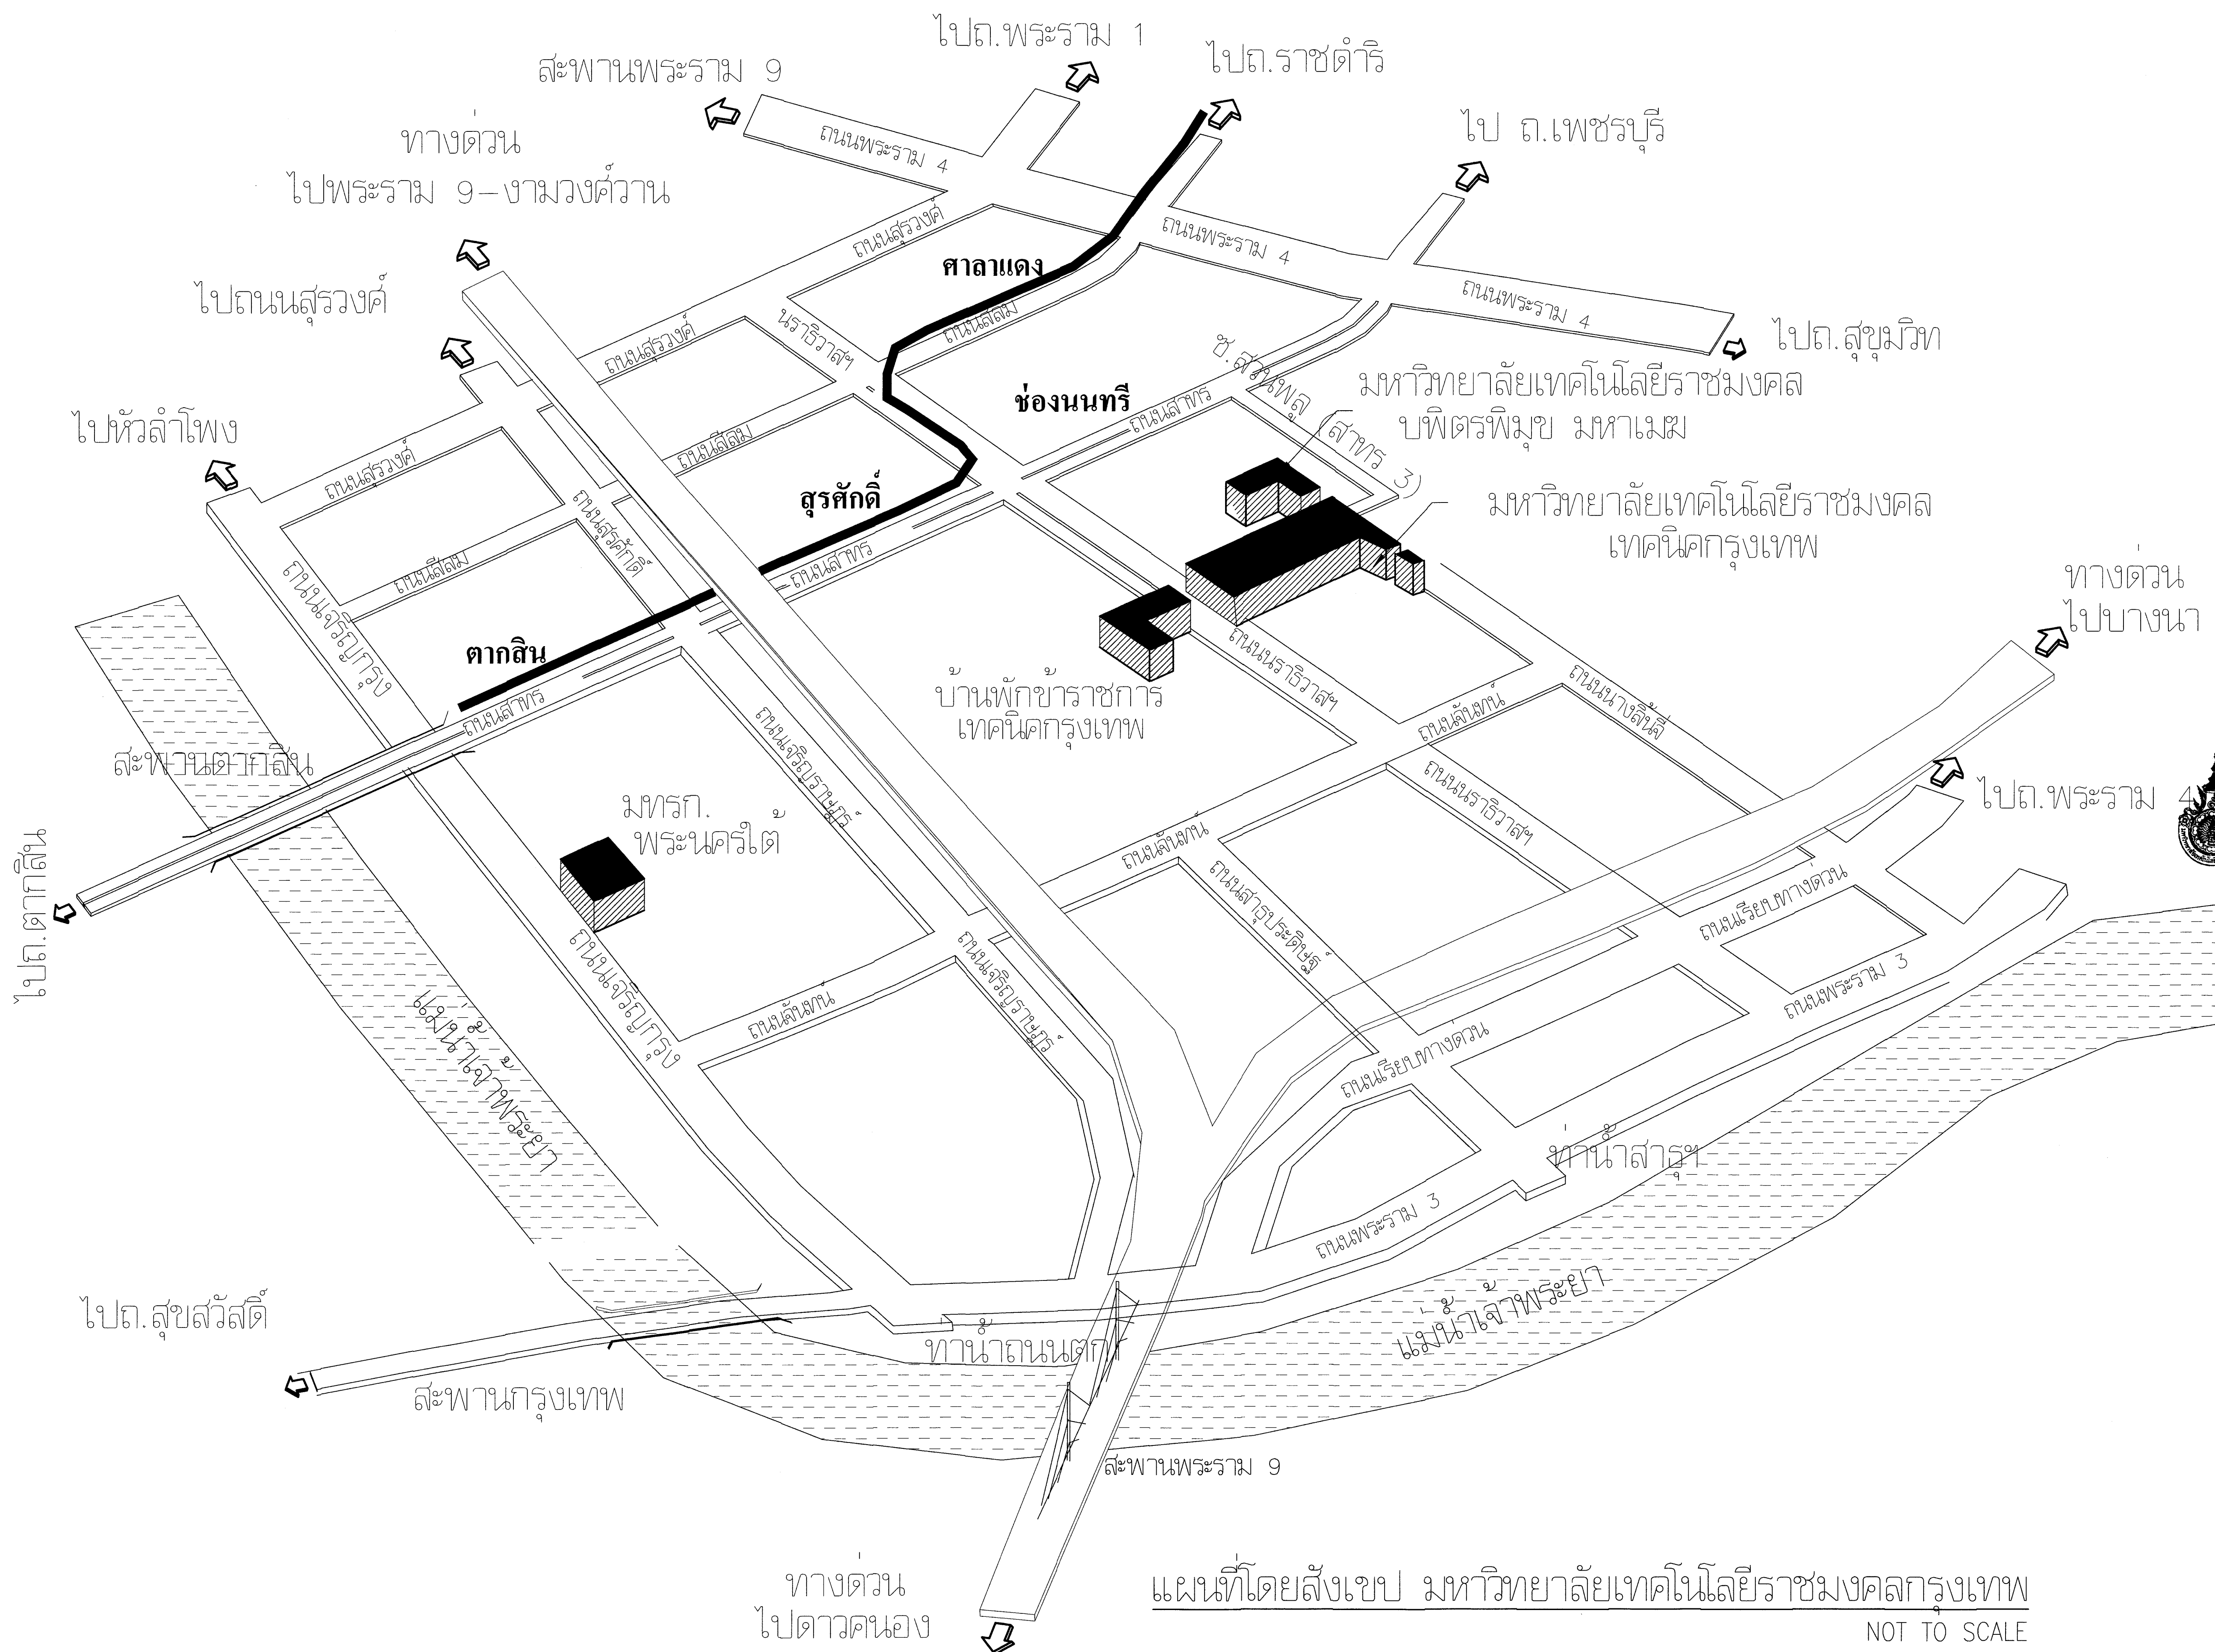 ไปถ.พระราม 1
สะพานพระราม 9
ไปถ.ราชดำริ
ไป ถ.เพชรบุรี
ทางด่วน
ไปพระราม 9-งามวงศ์วาน
ถนนพระราม 4
ถนนสุรวงศ์
ถนนพระราม 4
ศาลาแดง
ไปถนนสุรวงศ์
ถนนพระราม 4
ไปถ.สุขุมวิท
ถนนสีลม
นราธิวาสฯ
ถนนสุรวงศ์
ซ.สวนพลู (สาทร 3)
มหาวิทยาลัยเทคโนโลยีราชมงคล
บพิตรพิมุข มหาเมฆ
ช่องนนทรี
ถนนสาทร
ไปหัวลำโพง
ถนนสีลม
ถนนสุรวงศ์
สุรศักดิ์
มหาวิทยาลัยเทคโนโลยีราชมงคล
เทคนิคกรุงเทพ
ถนนสุรศักดิ์
ถนนสีลม
ถนนสาทร
ทางด่วน
ไปบางนา
ถนนเจริญกรุง
ตากสิน
ถนนสาทร
บ้านพักข้าราชการ
เทคนิคกรุงเทพ
ถนนนราธิวาสฯ
ถนนจันทน์
ถนนนางลิ้นจี่
สะพานตากสิน
ถนนเจริญราษฎร์
มทรก.
พระนครใต้
ถนนนราธิวาสฯ
ไปถ.พระราม 4
ไปถ.ตากสิน
ถนนจันทน์
ถนนสาธุประดิษฐ์
ถนนเรียบทางด่วน
ถนนพระราม 3
ถนนเจริญกรุง
ถนนจันทน์
ถนนเจริญราษฎร์
แม่น้ำเจ้าพระยา
ถนนเรียบทางด่วน
ท่าน้ำสาธุฯ
ถนนพระราม 3
แม่น้ำเจ้าพระยา
ไปถ.สุขสวัสดิ์
ท่าน้ำถนนตก
สะพานกรุงเทพ
สะพานพระราม 9
ทางด่วน
ไปดาวคนอง
แผนที่โดยสังเขป มหาวิทยาลัยเทคโนโลยีราชมงคลกรุงเทพ
NOT TO SCALE